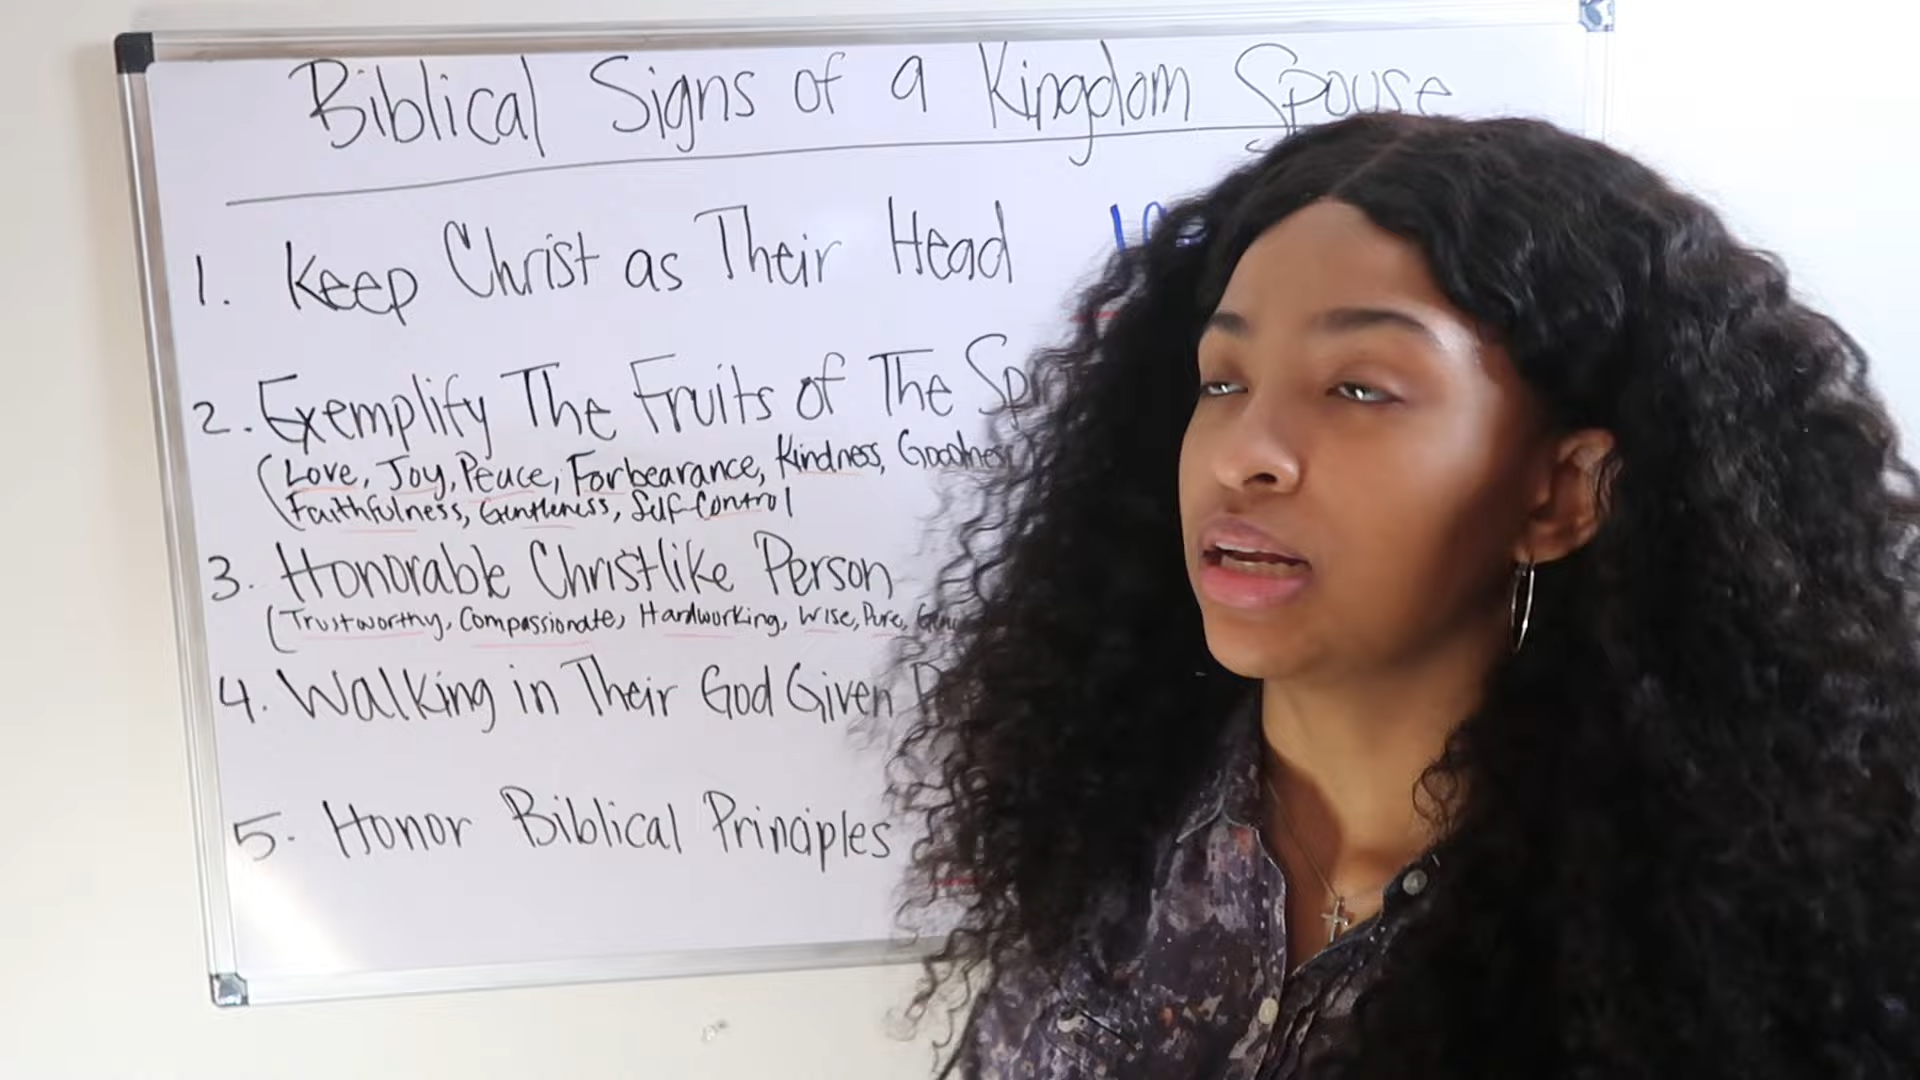 Biblical Signs of a Kingdom Spouse
1. Keep Christ as Their Head
2. Exemplify The Fruits of The
(Love, Joy, Peace, Forbearance, Kindness, Goodness,
Faithfulness, Gentleness, Self-Control
3. Honorable Christlike Person
(Trustworthy, Compassionate, Hardworking, Wise, Pure,
4. Walking in Their God Given
5. Honor Biblical Principles